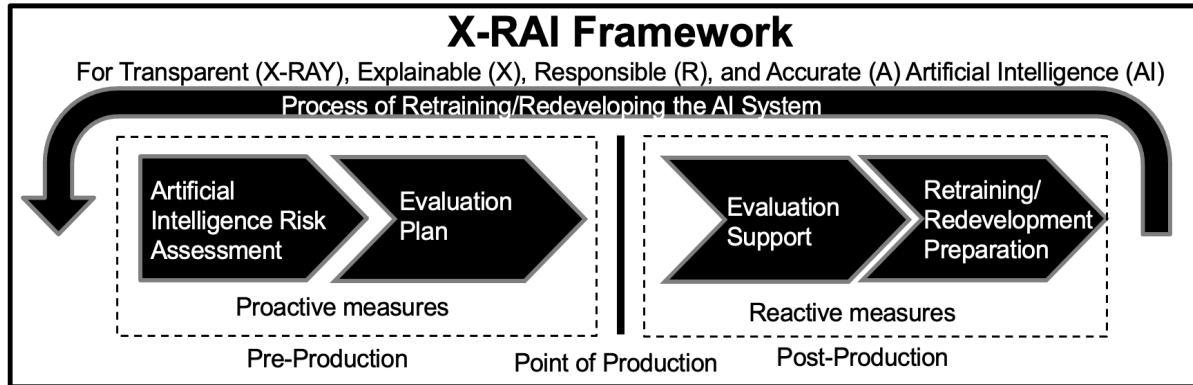 X-RAI Framework
For Transparent (X-RAY), Explainable (X), Responsible (R), and Accurate (A) Artificial Intelligence (AI)
Process of Retraining/Redeveloping the AI System
Artificial
Intelligence Risk
Assessment
Evaluation
Plan
Evaluation
Support
Retraining/
Redevelopment
Preparation
Proactive measures
Reactive measures
Pre-Production
Point of Production
Post-Production